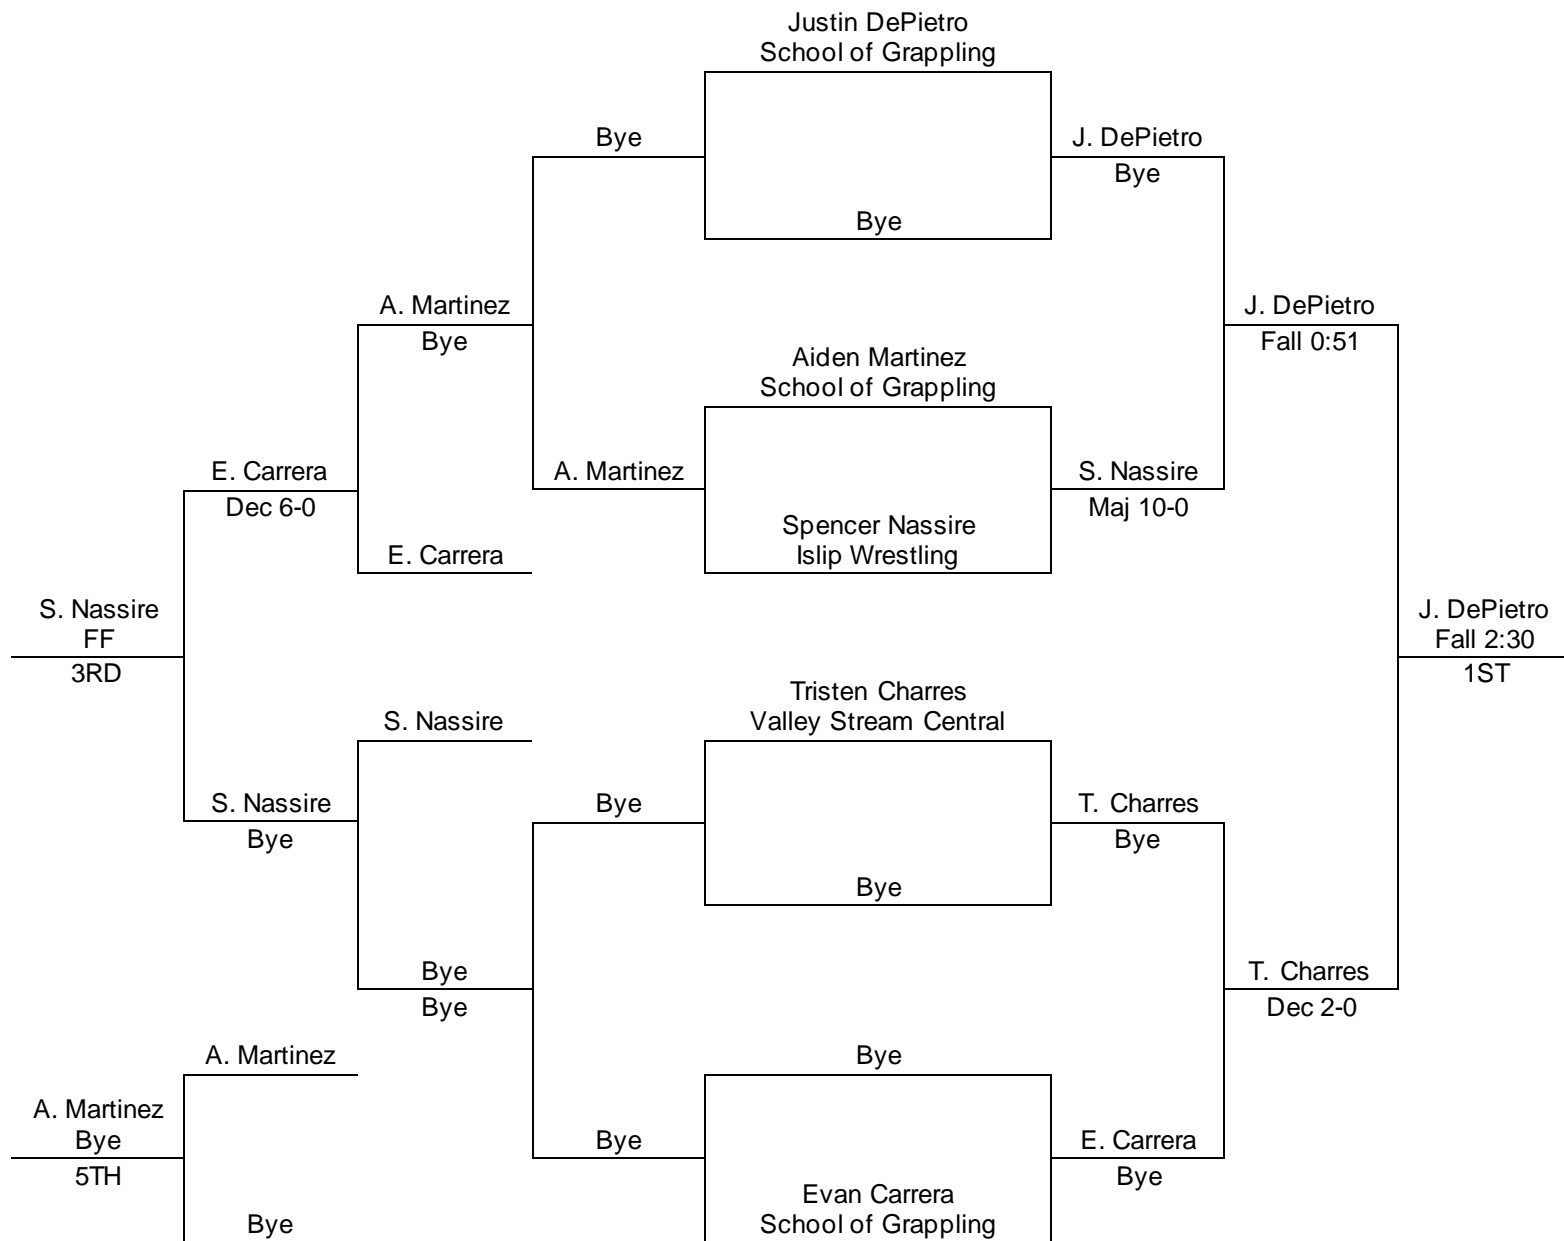 Justin DePietro
School of Grappling
Bye
J. DePietro
Bye
Bye
A. Martinez
Bye
J. DePietro
Fall 0:51
Aiden Martinez
School of Grappling
E. Carrera
Dec 6-0
A. Martinez
S. Nassire
Maj 10-0
Spencer Nassire
Islip Wrestling
E. Carrera
S. Nassire
FF
3RD
J. DePietro
Fall 2:30
1ST
Tristen Charres
Valley Stream Central
S. Nassire
S. Nassire
Bye
Bye
T. Charres
Bye
Bye
Bye
Bye
T. Charres
Dec 2-0
A. Martinez
Bye
A. Martinez
Bye
5TH
Bye
E. Carrera
Bye
Evan Carrera
School of Grappling
Bye